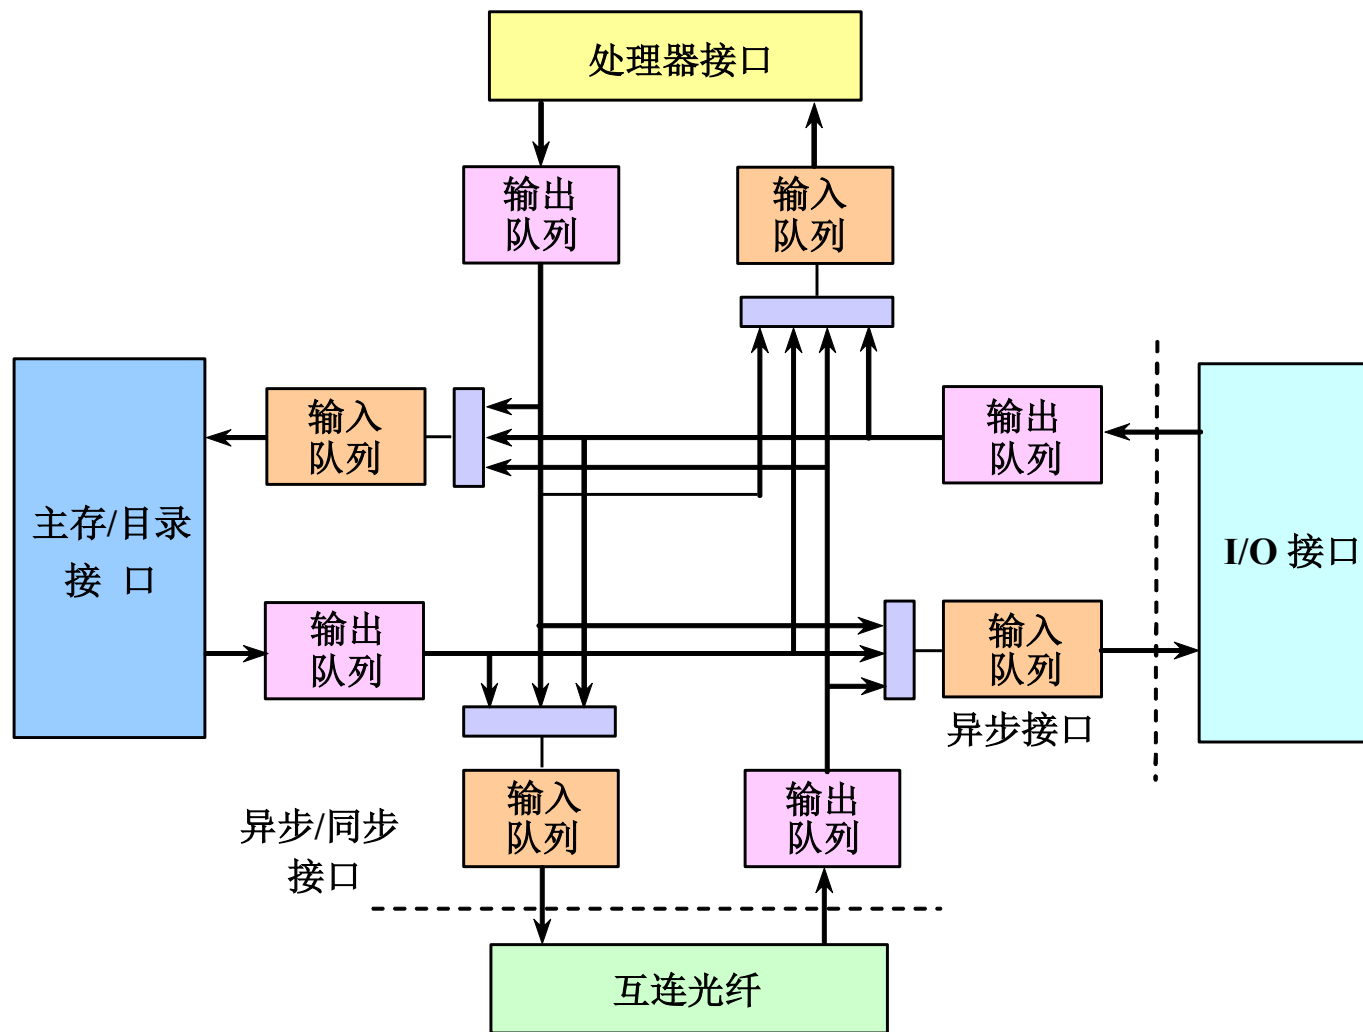 处理器接口
输出
队列
输入
队列
输入
队列
输出
队列
主存/目录
接 口
I/O 接口
输出
队列
输入
队列
异步接口
输入
队列
输出
队列
异步/同步
接口
互连光纤